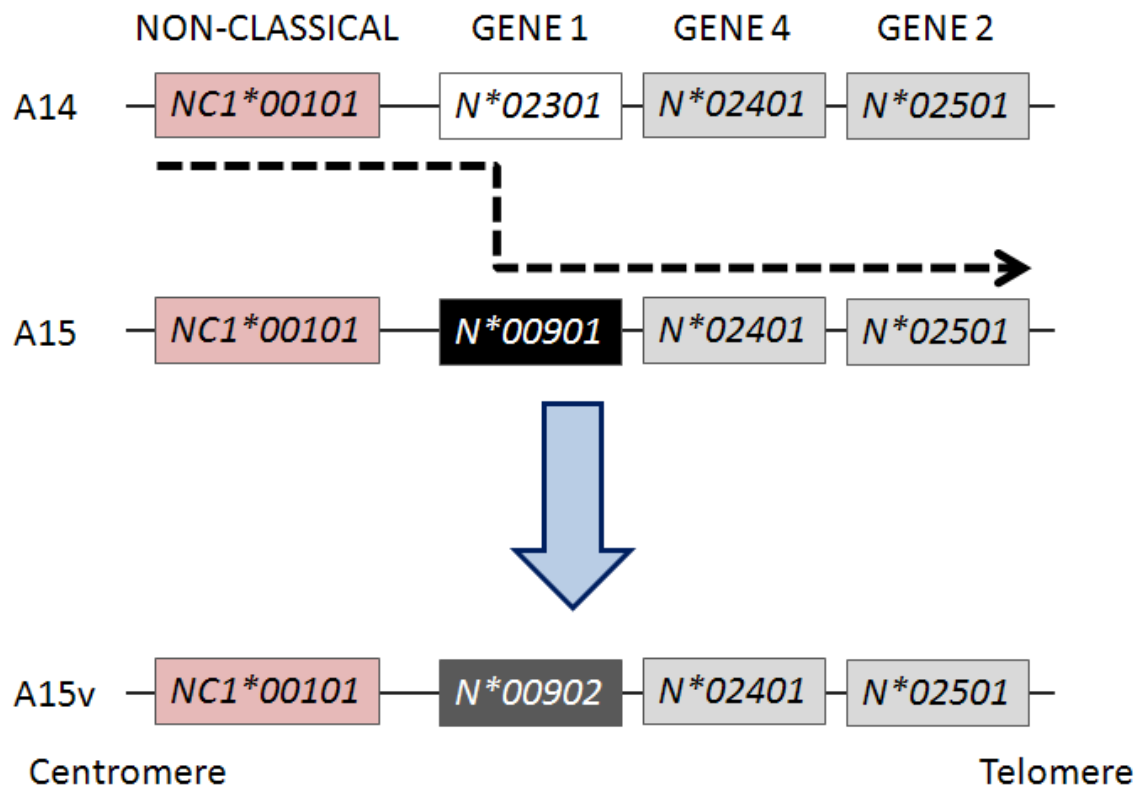 NON-CLASSICAL GENE 1 GENE 4 GENE 2
A14 NC1*00101 N*02301 N*02401 N*02501
A15 NC1*00101 N*00901 N*02401 N*02501
A15v NC1*00101 N*00902 N*02401 N*02501
Centromere Telomere